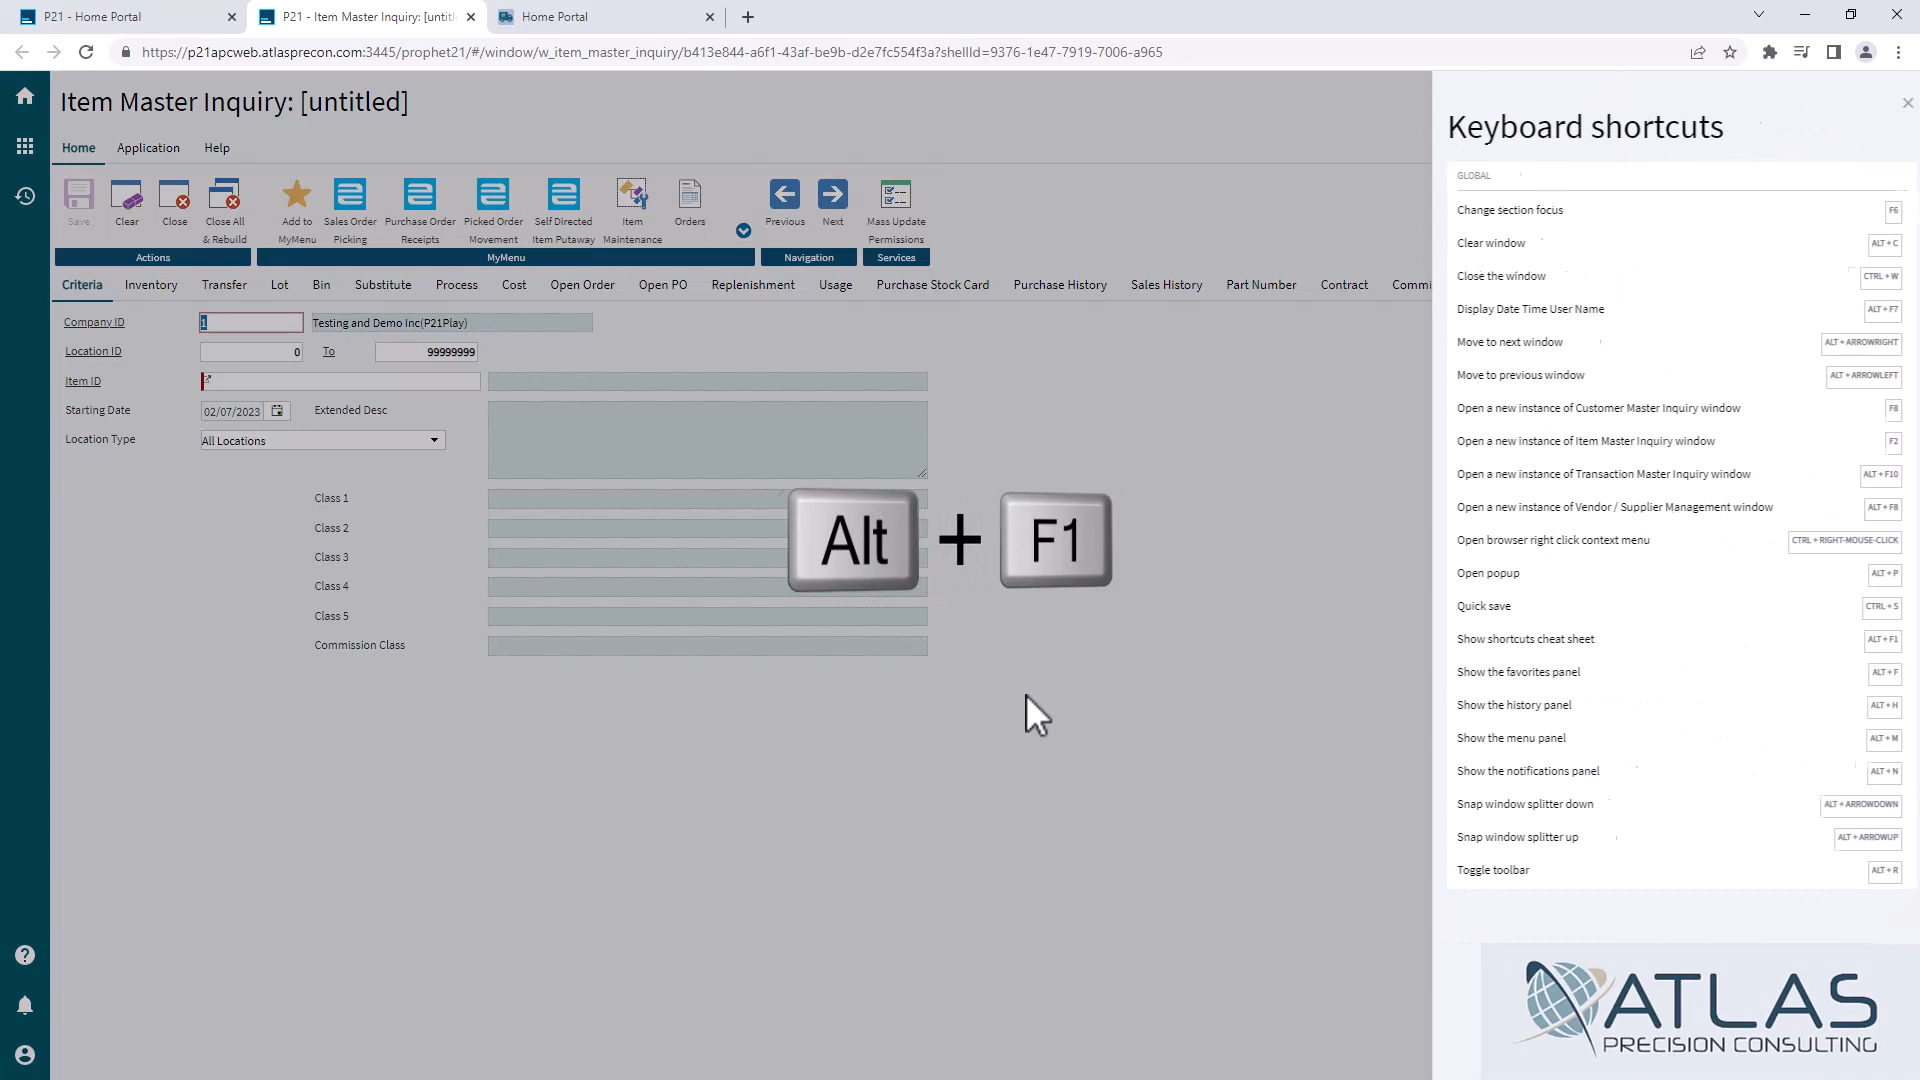 P21 - Home Portal
P21 - Item Master Inquiry: [untitl
Home Portal
https://p21apcweb.atlasprecon.com:3445/prophet21/#/window/w_item_master_inquiry/b413e844-a6f1-43af-be9b-d2e7fc554f3a?shellId=9376-1e47-7919-7006-a965
Item Master Inquiry: [untitled]
Home Application Help
Save
Clear
Close
Close All & Rebuild
Add to MyMenu
Sales Order Picking
Purchase Order Receipts
Picked Order Movement
Self Directed Item Putaway
Item Maintenance
Orders
Previous
Next
Mass Update Permissions
Actions MyMenu Navigation Services
Criteria Inventory Transfer Lot Bin Substitute Process Cost Open Order Open PO Replenishment Usage Purchase Stock Card Purchase History Sales History Part Number Contract Commi
Company ID 1 Testing and Demo Inc(P21Play)
Location ID 0 To 99999999
Item ID
Starting Date 02/07/2023 Extended Desc
Location Type All Locations
Class 1
Class 2
Class 3
Class 4
Class 5
Commission Class
Alt + F1
Keyboard shortcuts
GLOBAL
Change section focus F6
Clear window ALT + C
Close the window CTRL + W
Display Date Time User Name ALT + F7
Move to next window ALT + ARROWRIGHT
Move to previous window ALT + ARROWLEFT
Open a new instance of Customer Master Inquiry window F8
Open a new instance of Item Master Inquiry window F2
Open a new instance of Transaction Master Inquiry window ALT + F10
Open a new instance of Vendor / Supplier Management window ALT + F8
Open browser right click context menu CTRL + RIGHT-MOUSE-CLICK
Open popup ALT + P
Quick save CTRL + S
Show shortcuts cheat sheet ALT + F1
Show the favorites panel ALT + F
Show the history panel ALT + H
Show the menu panel ALT + M
Show the notifications panel ALT + N
Snap window splitter down ALT + ARROWDOWN
Snap window splitter up ALT + ARROWUP
Toggle toolbar ALT + R
ATLAS
PRECISION CONSULTING